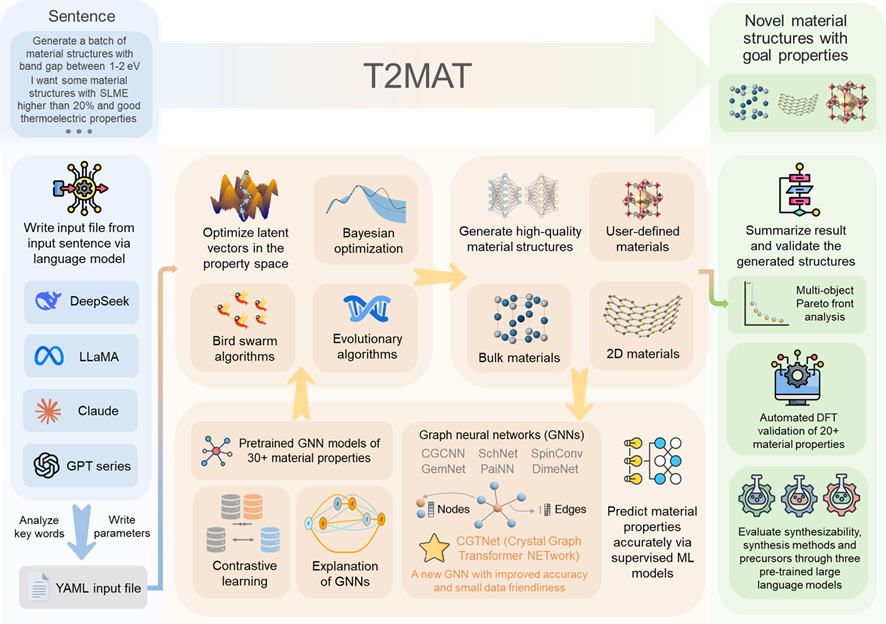 Sentence
Generate a batch of
material structures with
band gap between 1-2 eV
I want some material
structures with SLME
higher than 20% and good
thermoelectric properties
T2MAT
Novel material
structures with
goal properties
Write input file from
input sentence via
language model
DeepSeek
LLaMA
Claude
GPT series
Analyze
key words
Write
parameters
YAML input file
Optimize latent
vectors in the
property space
Bayesian
optimization
Bird swarm
algorithms
Evolutionary
algorithms
Generate high-quality
material structures
User-defined
materials
Bulk materials
2D materials
Pretrained GNN models of
30+ material properties
Contrastive
learning
Explanation
of GNNs
Graph neural networks (GNNs)
CGCNN SchNet SpinConv
GemNet PaiNN DimeNet
Nodes
Edges
CGTNet (Crystal Graph
Transformer NETwork)
A new GNN with improved accuracy
and small data friendliness
Predict material
properties
accurately via
supervised ML
models
Summarize result
and validate the
generated structures
Multi-object
Pareto front
analysis
Automated DFT
validation of 20+
material properties
Evaluate synthesizability,
synthesis methods and
precursors through three
pre-trained large
language models